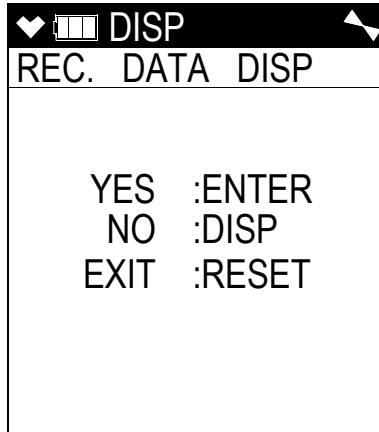 DISP
REC. DATA DISP
YES :ENTER
NO :DISP
EXIT :RESET